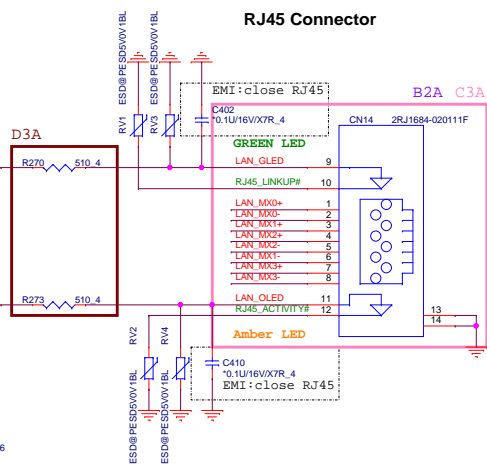 RJ45 Connector
ESD@PESD5V0V1BL
ESD@PESD5V0V1BL
RV1
RV3
EMI:close RJ45
C402
*0.1U/16V/X7R_4
B2A C3A
CN14 2RJ1684-020111F
D3A
GREEN LED
R270 510_4
LAN_GLED 9
RJ45_LINKUP# 10
LAN_MX0+ 1
LAN_MX0- 2
LAN_MX1+ 3
LAN_MX2+ 4
LAN_MX2- 5
LAN_MX1- 6
LAN_MX3+ 7
LAN_MX3- 8
R273 510_4
LAN_OLED 11
RJ45_ACTIVITY# 12
13
14
Amber LED
RV2
RV4
C410
*0.1U/16V/X7R_4
EMI:close RJ45
ESD@PESD5V0V1BL
ESD@PESD5V0V1BL
6